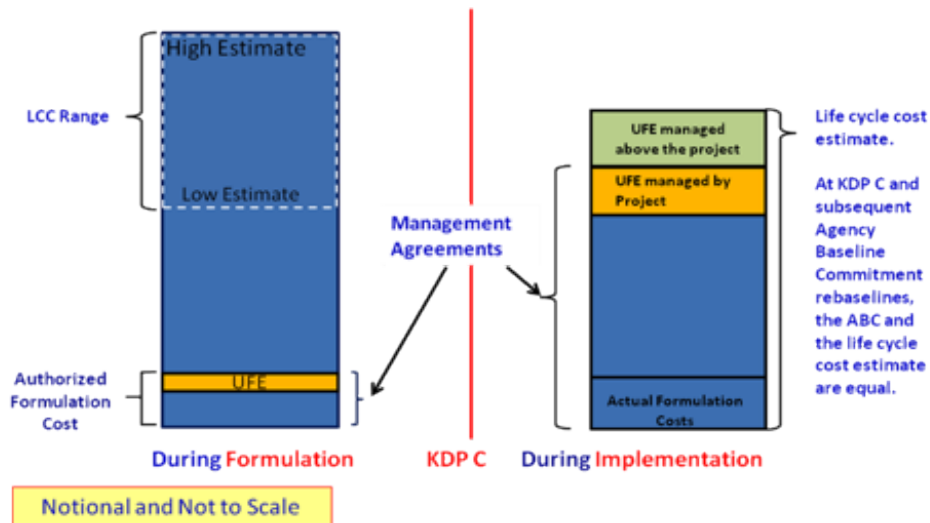 High Estimate
LCC Range
Low Estimate
Authorized
Formulation
Cost
UFE
During Formulation
Management
Agreements
KDP C
UFE managed
above the project
UFE managed by
Project
Actual Formulation
Costs
During Implementation
Life cycle cost
estimate.
At KDP C and
subsequent
Agency
Baseline
Commitment
rebaselines,
the ABC and
the life cycle
cost estimate
are equal.
Notional and Not to Scale